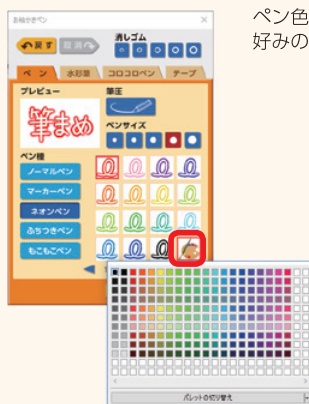 お絵かきペン
ペン色
好みの
戻す
取消
消しゴム
ペン
水彩筆
コロコロペン
テープ
プレビュー
筆圧
筆まめ
ペンサイズ
ペン種
ノーマルペン
マーカーペン
ネオンペン
ふちつきペン
もこもこペン
パレットの切り替え